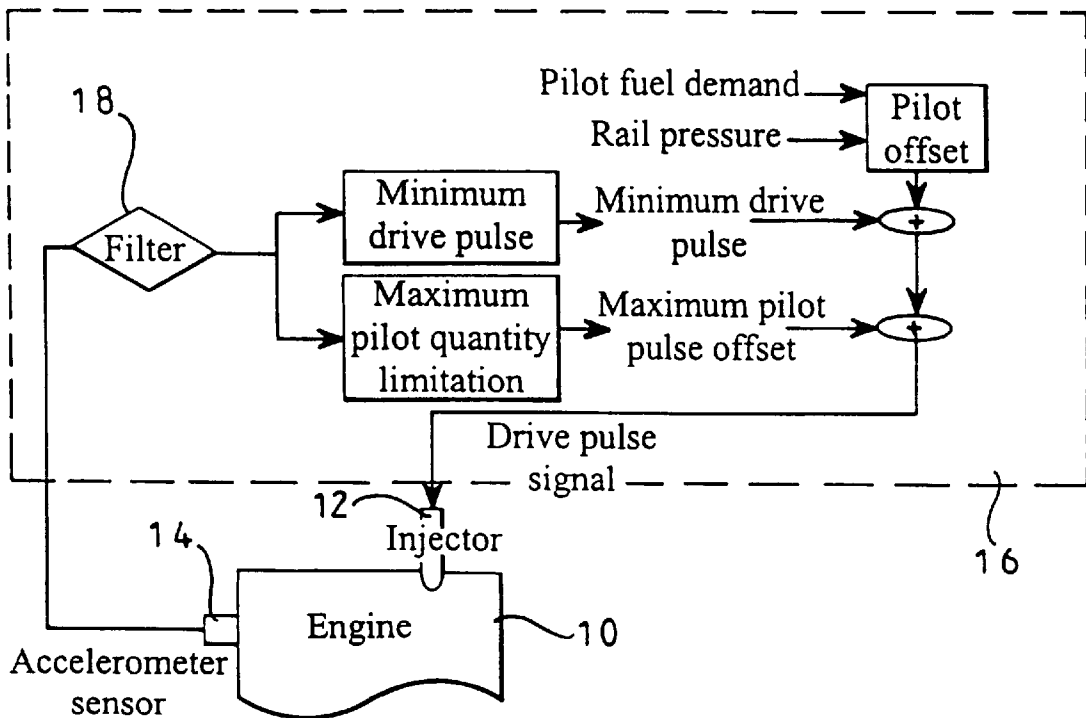 18
Pilot fuel demand
Rail pressure
Pilot
offset
Filter
Minimum
drive pulse
Minimum drive
pulse
+
Maximum
pilot quantity
limitation
Maximum pilot
pulse offset
+
Drive pulse
signal
12
Injector
16
14
Engine
10
Accelerometer
sensor